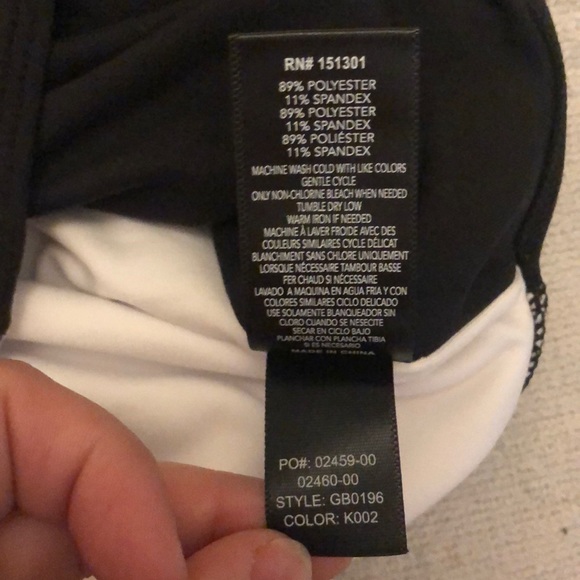 RN# 151301
89% POLYESTER
11% SPANDEX
89% POLYESTER
11% SPANDEX
89% POLIÉSTER
11% SPANDEX
MACHINE WASH COLD WITH LIKE COLORS
GENTLE CYCLE
ONLY NON-CHLORINE BLEACH WHEN NEEDED
TUMBLE DRY LOW
WARM IRON IF NEEDED
MACHINE À LAVER FROIDE AVEC DES
COULEURS SIMILAIRES CYCLE DÉLICAT
BLANCHIMENT SANS CHLORE UNIQUEMENT
LORSQUE NÉCESSAIRE TAMBOUR BASSE
FER CHAUD SI NÉCESSAIRE
LAVADO A MAQUINA EN AGUA FRIA Y CON
COLORES SIMILARES CICLO DELICADO
USE SOLAMENTE BLANQUEADOR SIN
CLORO CUANDO SE NESECITE
SECAR EN CICLO BAJO
PLANCHAR CON PLANCHA TIBIA
SI ES NECESARIO
MADE IN CHINA
PO#: 02459-00
02460-00
STYLE: GB0196
COLOR: K002